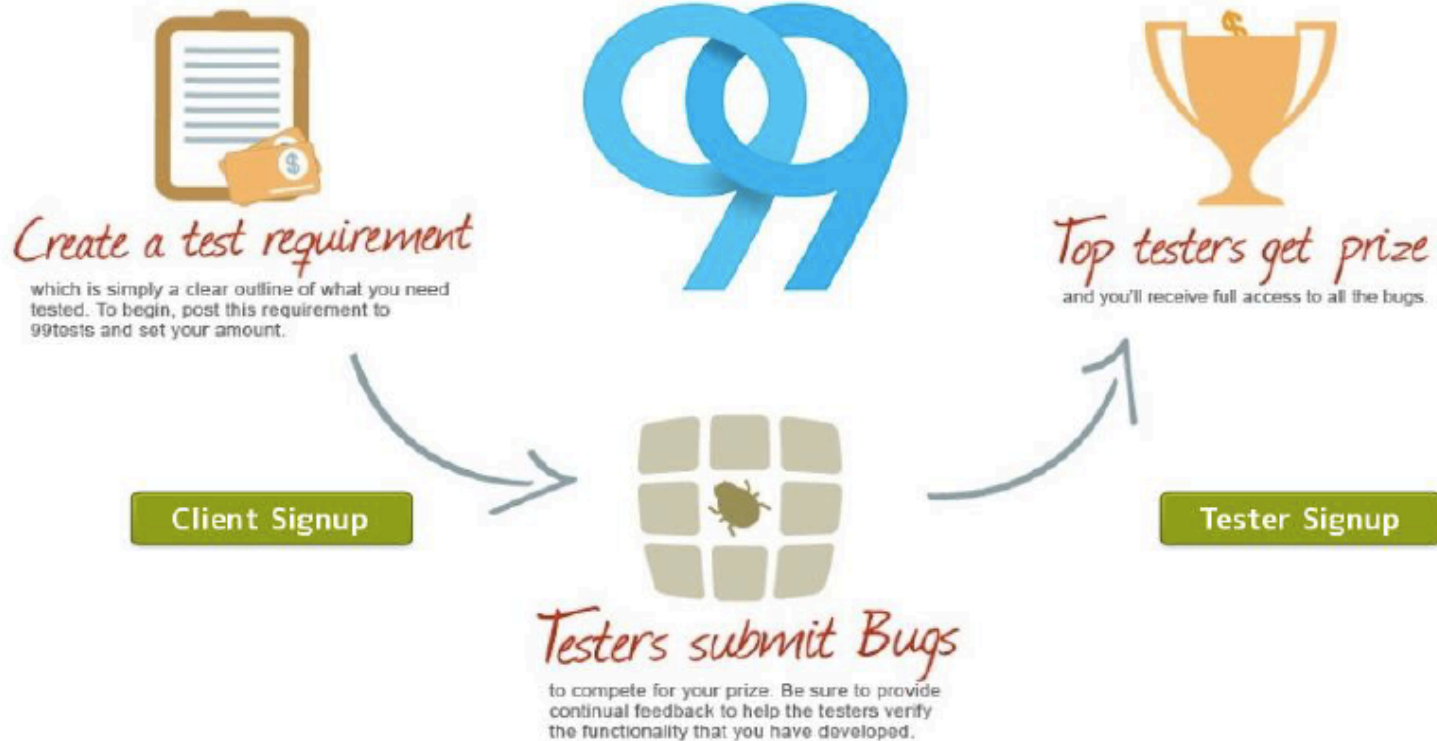 99
Create a test requirement
which is simply a clear outline of what you need
tested. To begin, post this requirement to
99tests and set your amount.
Top testers get prize
and you'll receive full access to all the bugs.
Client Signup
Tester Signup
Testers submit Bugs
to compete for your prize. Be sure to provide
continual feedback to help the testers verify
the functionality that you have developed.